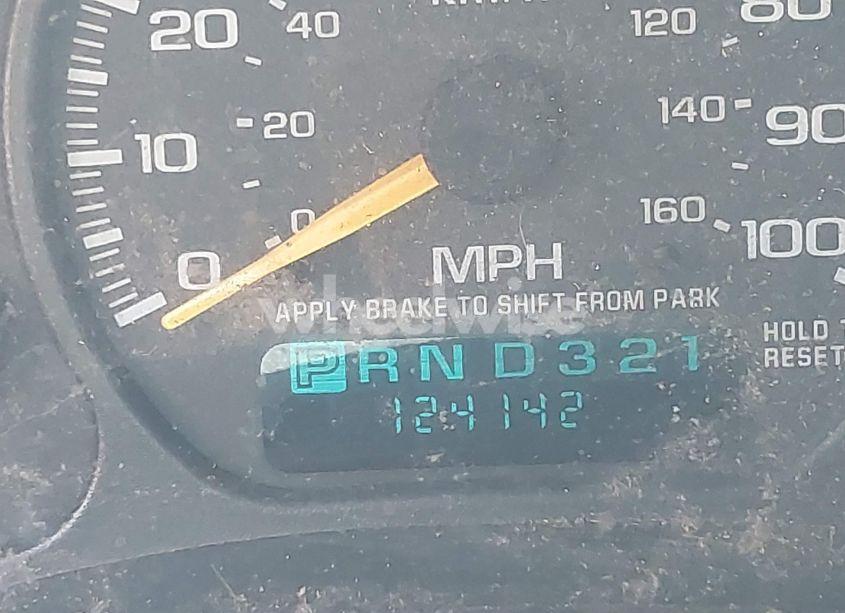 20 40 120 80
10 20 140 90
0 0 160 100
MPH
APPLY BRAKE TO SHIFT FROM PARK
wheelwise
HOLD
RESET
P R N D 3 2 1
124142